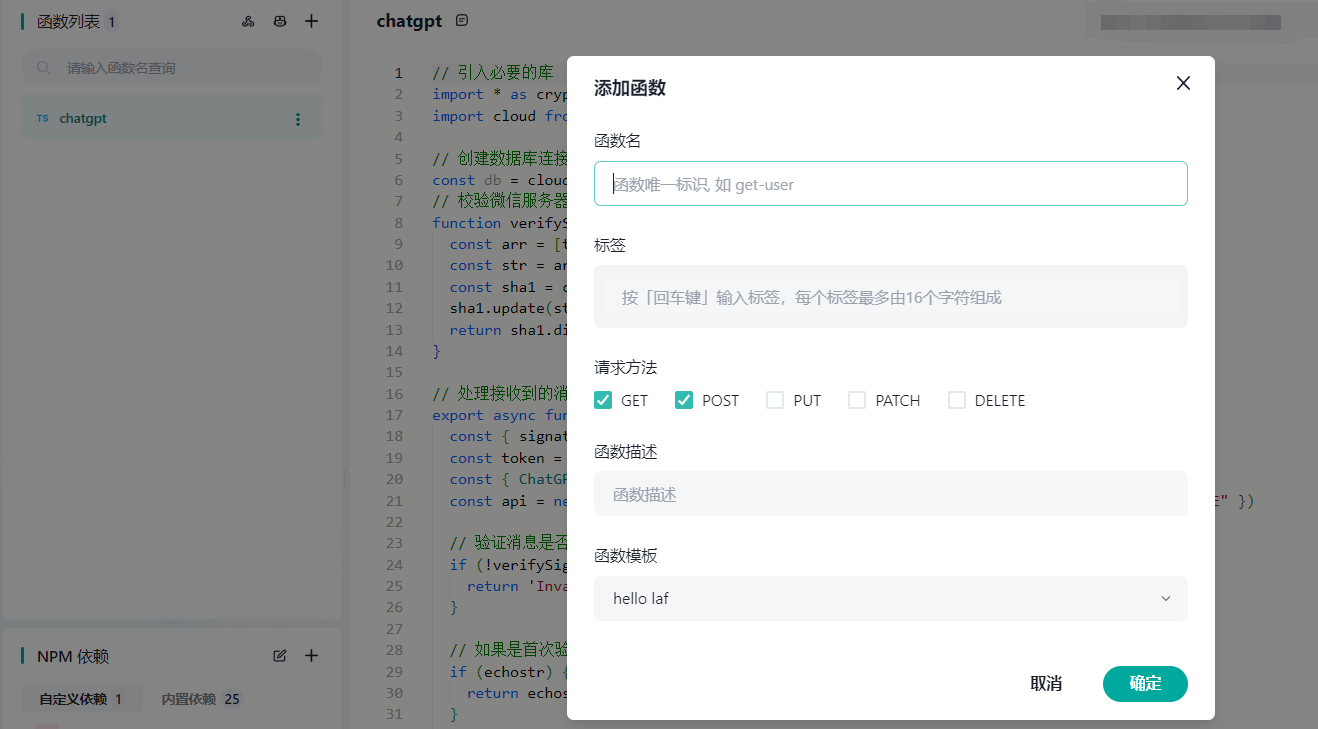 函数列表 1
请输入函数名查询
TS chatgpt
NPM 依赖
自定义依赖 1 内置依赖 25
chatgpt
1 // 引入必要的库
2 import * as cryp
3 import cloud fro
4
5 // 创建数据库连接
6 const db = cloud
7 // 校验微信服务器
8 function verifyS
9 const arr = [t
10 const str = ar
11 const sha1 = c
12 sha1.update(st
13 return sha1.di
14 }
15
16 // 处理接收到的消
17 export async fun
18 const { signat
19 const token =
20 const { ChatGP
21 const api = ne
" })
22
23 // 验证消息是否
24 if (!verifySig
25 return 'Inva
26 }
27
28 // 如果是首次验
29 if (echostr) {
30 return echos
31 }
添加函数
函数名
函数唯一标识, 如 get-user
标签
按「回车键」输入标签，每个标签最多由16个字符组成
请求方法
GET POST PUT PATCH DELETE
函数描述
函数描述
函数模板
hello laf
取消 确定